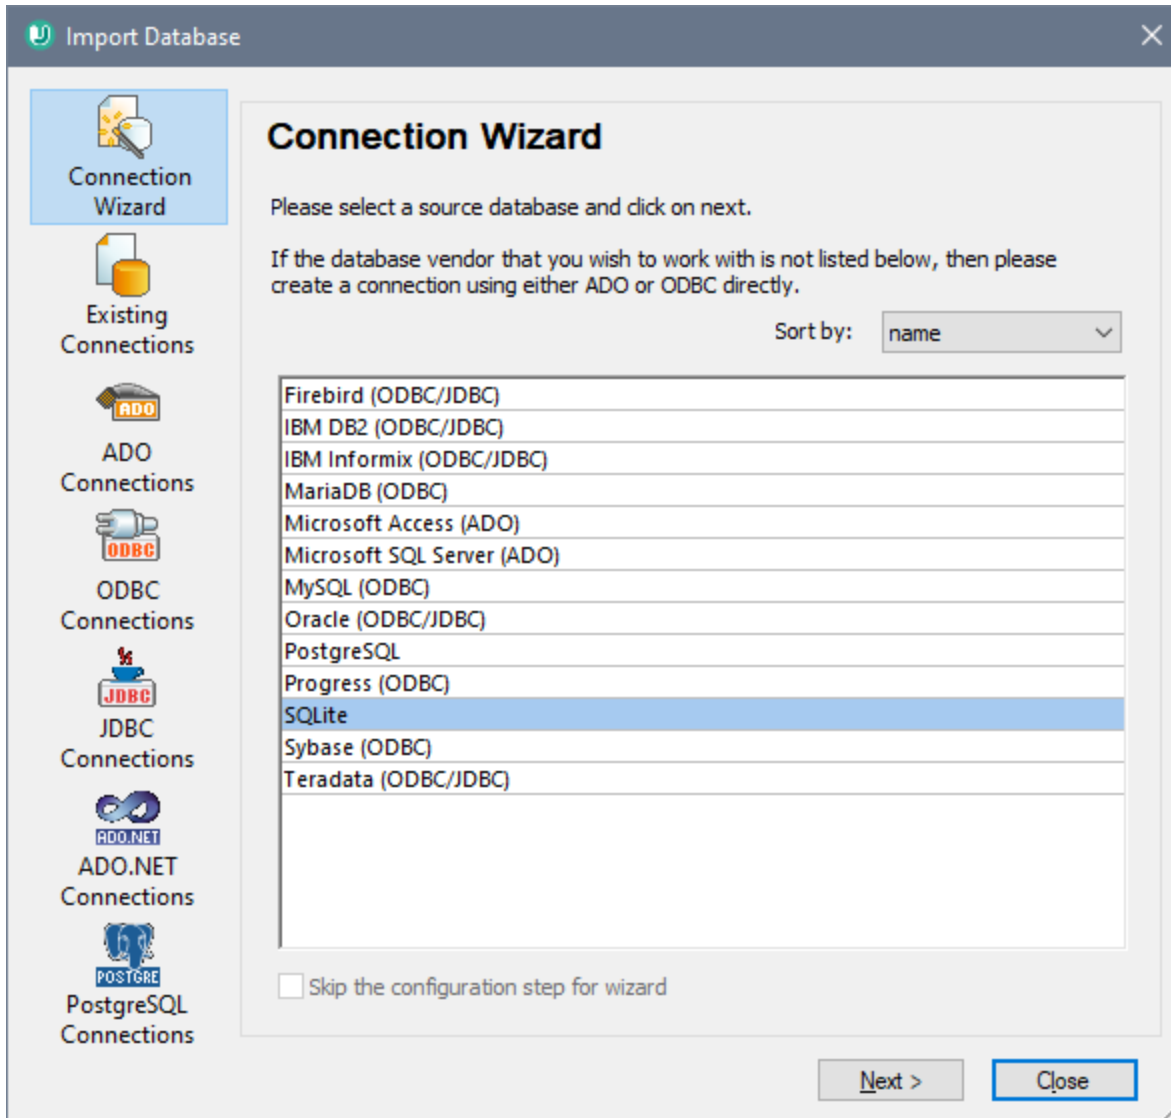 Import Database
Connection
Wizard
Existing
Connections
ADO
ADO
Connections
ODBC
ODBC
Connections
JDBC
JDBC
Connections
ADO.NET
ADO.NET
Connections
POSTGRE
PostgreSQL
Connections
Connection Wizard
Please select a source database and click on next.
If the database vendor that you wish to work with is not listed below, then please
create a connection using either ADO or ODBC directly.
Sort by: name
Firebird (ODBC/JDBC)
IBM DB2 (ODBC/JDBC)
IBM Informix (ODBC/JDBC)
MariaDB (ODBC)
Microsoft Access (ADO)
Microsoft SQL Server (ADO)
MySQL (ODBC)
Oracle (ODBC/JDBC)
PostgreSQL
Progress (ODBC)
SQLite
Sybase (ODBC)
Teradata (ODBC/JDBC)
Skip the configuration step for wizard
Next >
Close